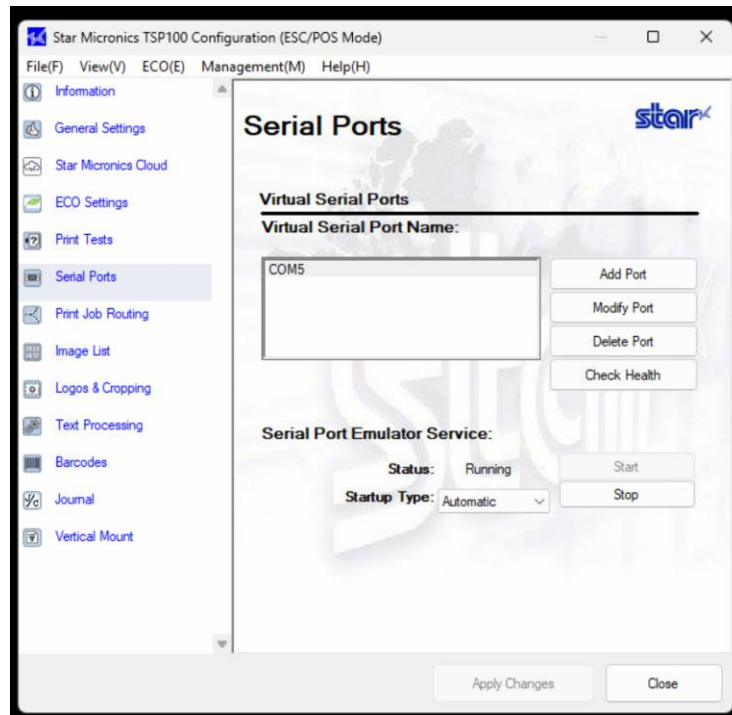 Star Micronics TSP100 Configuration (ESC/POS Mode)
File(F) View(V) ECO(E) Management(M) Help(H)
Information
General Settings
Star Micronics Cloud
ECO Settings
Print Tests
Serial Ports
Print Job Routing
Image List
Logos & Cropping
Text Processing
Barcodes
Journal
Vertical Mount
Serial Ports
star
Virtual Serial Ports
Virtual Serial Port Name:
COM5
Add Port
Modify Port
Delete Port
Check Health
Serial Port Emulator Service:
Status: Running
Start
Startup Type: Automatic
Stop
Apply Changes
Close